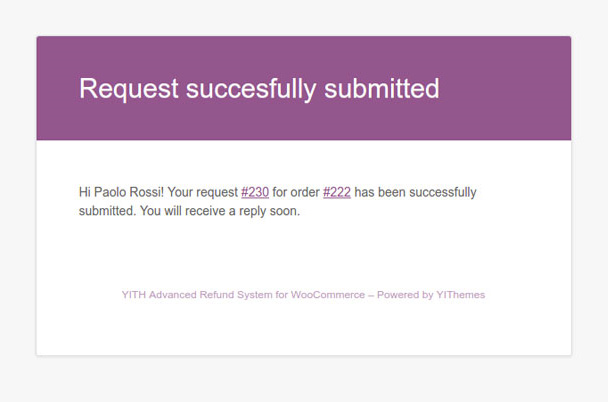 Request succesfully submitted
Hi Paolo Rossi! Your request #230 for order #222 has been successfully
submitted. You will receive a reply soon.
YITH Advanced Refund System for WooCommerce – Powered by YIThemes